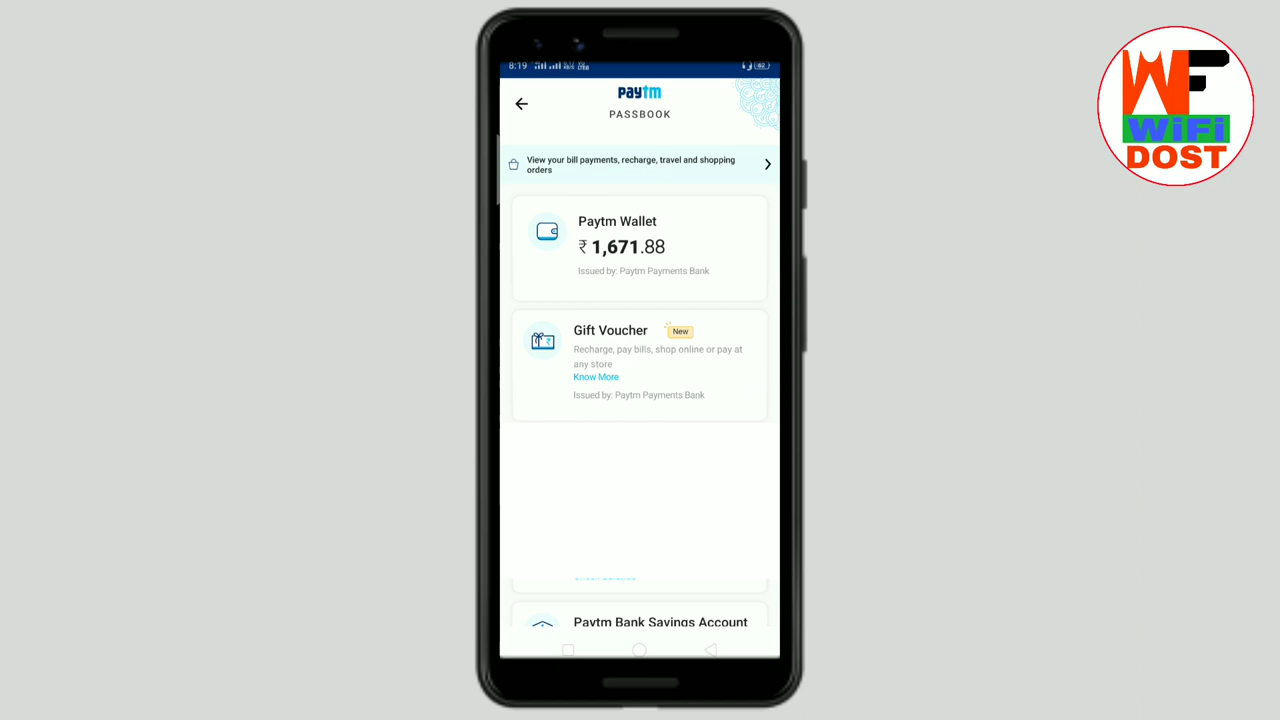 8:19
62
paytm
PASSBOOK
View your bill payments, recharge, travel and shopping
orders
Paytm Wallet
₹ 1,671.88
Issued by: Paytm Payments Bank
Gift Voucher New
Recharge, pay bills, shop online or pay at
any store
Know More
Issued by: Paytm Payments Bank
Paytm Bank Savings Account
WF
WiFi
DOST